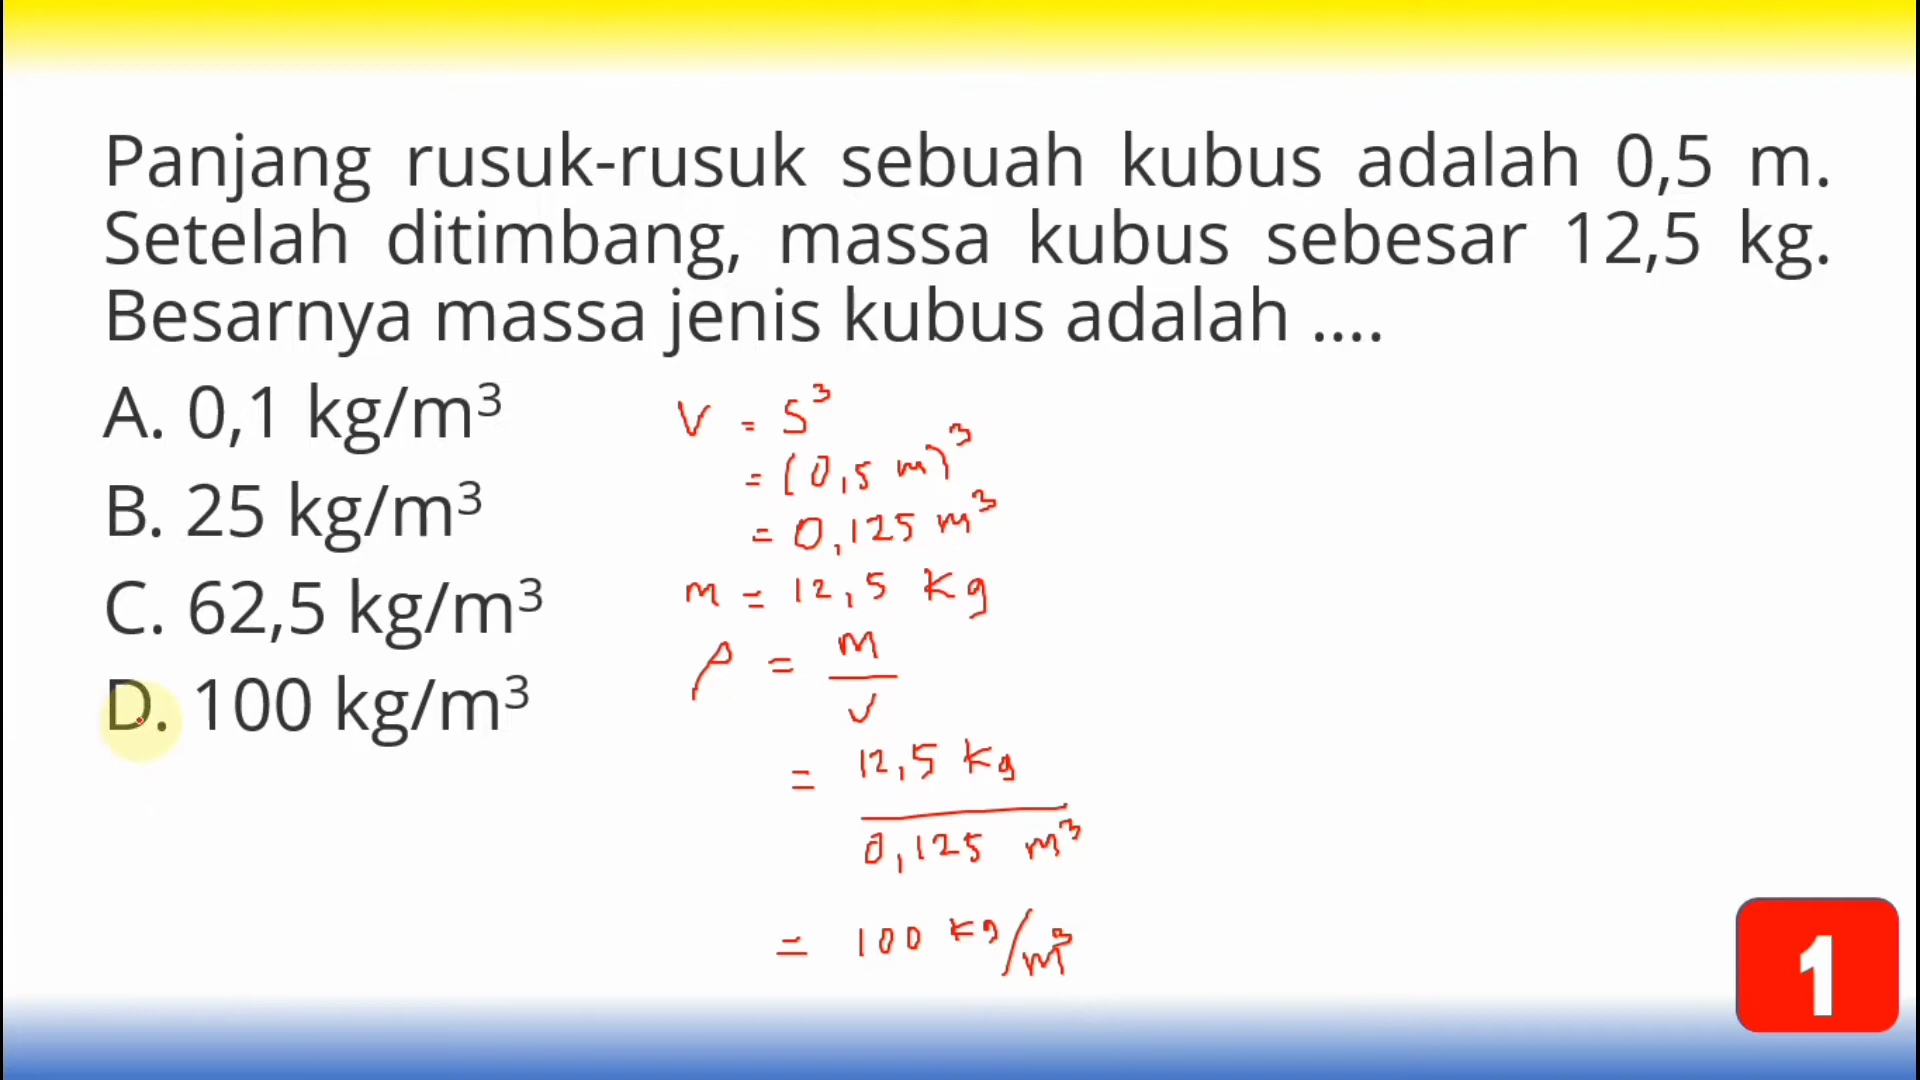 Panjang rusuk-rusuk sebuah kubus adalah 0,5 m.
Setelah ditimbang, massa kubus sebesar 12,5 kg.
Besarnya massa jenis kubus adalah ....
A. 0,1 kg/m³
B. 25 kg/m³
C. 62,5 kg/m³
D. 100 kg/m³
V = S³
= (0,5 m)³
= 0,125 m³
m = 12,5 kg
ρ = m/V
= 12,5 kg / 0,125 m³
= 100 kg/m³
1